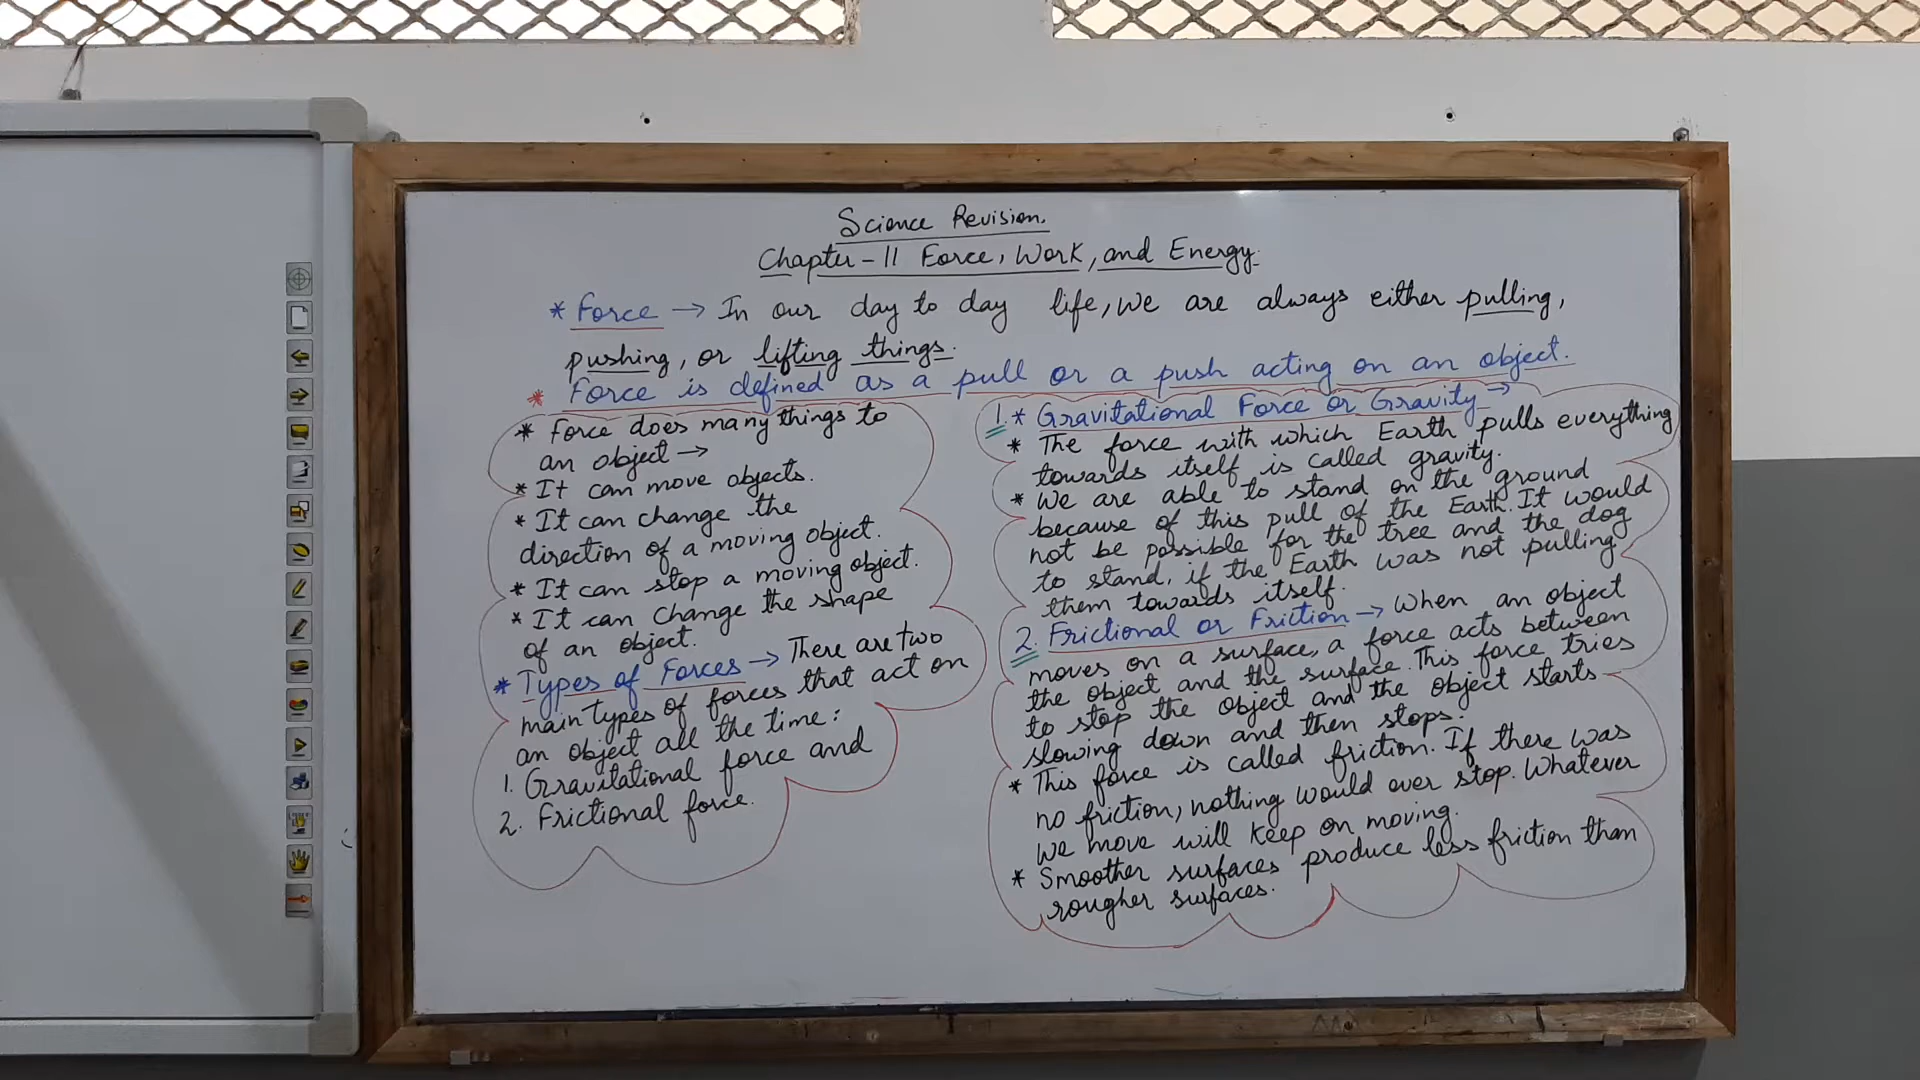 Science Revision.
Chapter - 11 Force, Work, and Energy.
* Force → In our day to day life, we are always either pulling,
pushing, or lifting things.
* Force is defined as a pull or a push acting on an object.
* Force does many things to
an object →
* It can move objects.
* It can change the
direction of a moving object.
* It can stop a moving object.
* It can change the shape
of an object.
* Types of Forces → There are two
main types of forces that act on
an object all the time:
1. Gravitational force and
2. Frictional force.
1. * Gravitational Force or Gravity →
* The force with which Earth pulls everything
towards itself is called gravity.
* We are able to stand on the ground
because of this pull of the Earth. It would
not be possible for the tree and the dog
to stand, if the Earth was not pulling
them towards itself.
2. Frictional or Friction → When an object
moves on a surface, a force acts between
the object and the surface. This force tries
to stop the object and the object starts
slowing down and then stops.
* This force is called friction. If there was
no friction, nothing would ever stop. Whatever
we move will keep on moving.
* Smoother surfaces produce less friction than
rougher surfaces.